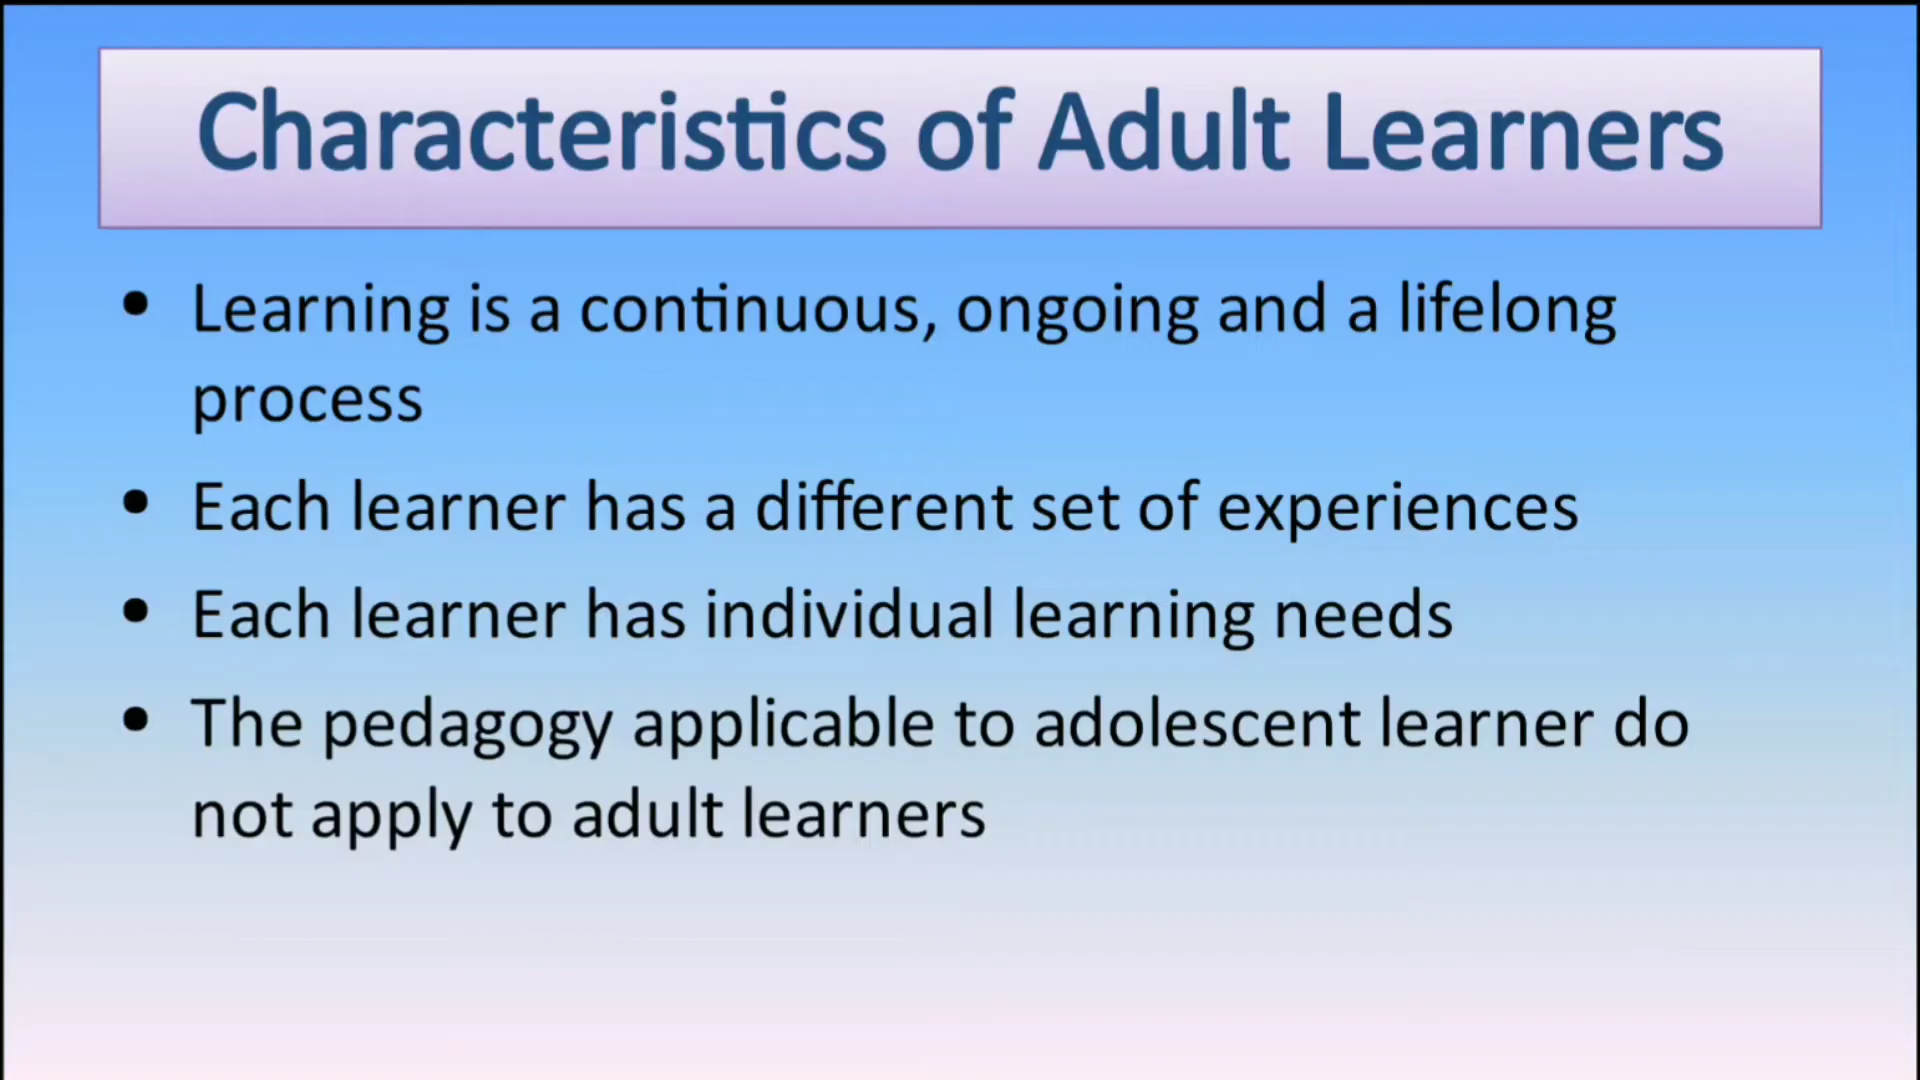 Characteristics of Adult Learners
• Learning is a continuous, ongoing and a lifelong
process
• Each learner has a different set of experiences
• Each learner has individual learning needs
• The pedagogy applicable to adolescent learner do
not apply to adult learners